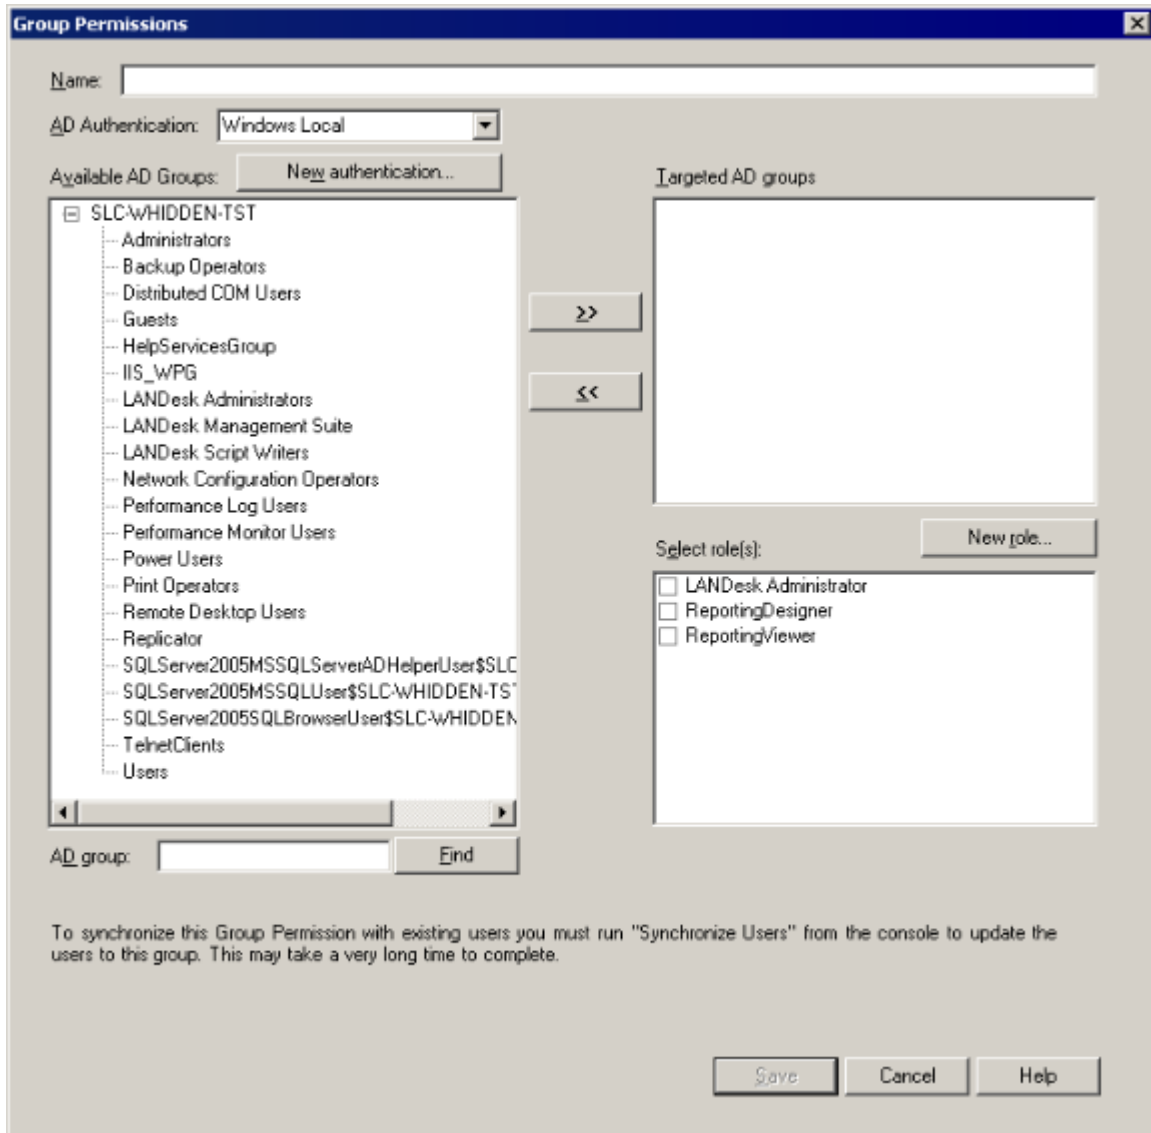 Group Permissions
Name:
AD Authentication: Windows Local
Available AD Groups: New authentication...
SLC-WHIDDEN-TST
Administrators
Backup Operators
Distributed COM Users
Guests
HelpServicesGroup
IIS_WPG
LANDesk Administrators
LANDesk Management Suite
LANDesk Script Writers
Network Configuration Operators
Performance Log Users
Performance Monitor Users
Power Users
Print Operators
Remote Desktop Users
Replicator
SQLServer2005MSSQLServerADHelperUser$SLC
SQLServer2005MSSQLUser$SLC-WHIDDEN-TST
SQLServer2005SQLBrowserUser$SLC-WHIDDEN
TelnetClients
Users
AD group: Find
>>
<<
Targeted AD groups
Select role(s): New role...
LANDesk Administrator
ReportingDesigner
ReportingViewer
To synchronize this Group Permission with existing users you must run "Synchronize Users" from the console to update the
users to this group. This may take a very long time to complete.
Save Cancel Help